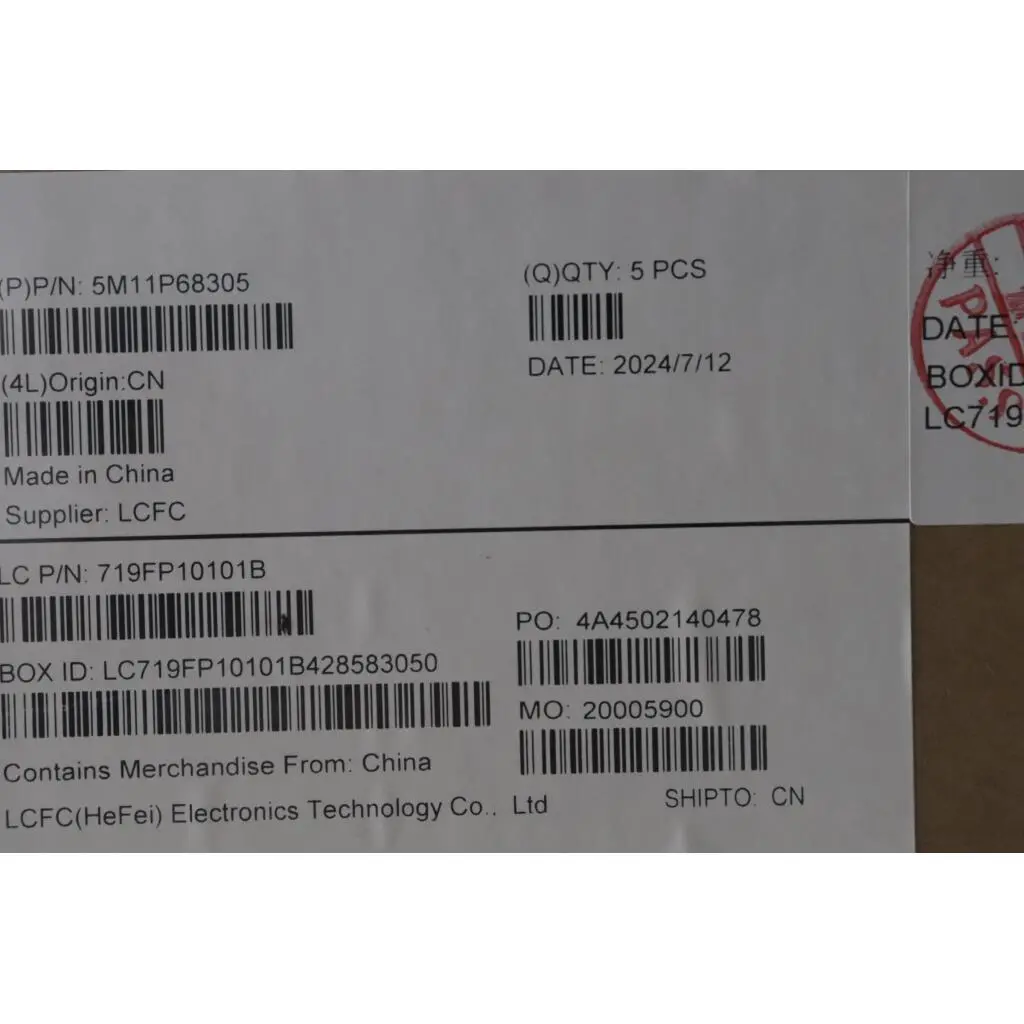 (P)P/N: 5M11P68305
(Q)QTY: 5 PCS
DATE: 2024/7/12
(4L)Origin:CN
Made in China
Supplier: LCFC
LC P/N: 719FP10101B
PO: 4A4502140478
BOX ID: LC719FP10101B428583050
MO: 20005900
Contains Merchandise From: China
LCFC(HeFei) Electronics Technology Co., Ltd
SHIPTO: CN
净重:
DATE:
BOXID
LC719
PASS